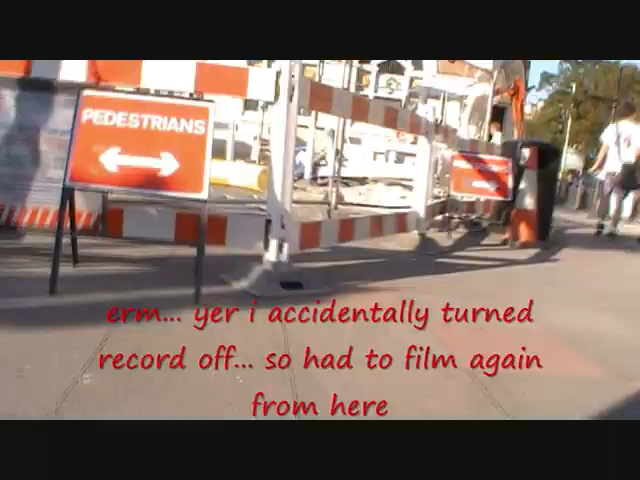 PEDESTRIANS
erm... yer i accidentally turned
record off... so had to film again
from here